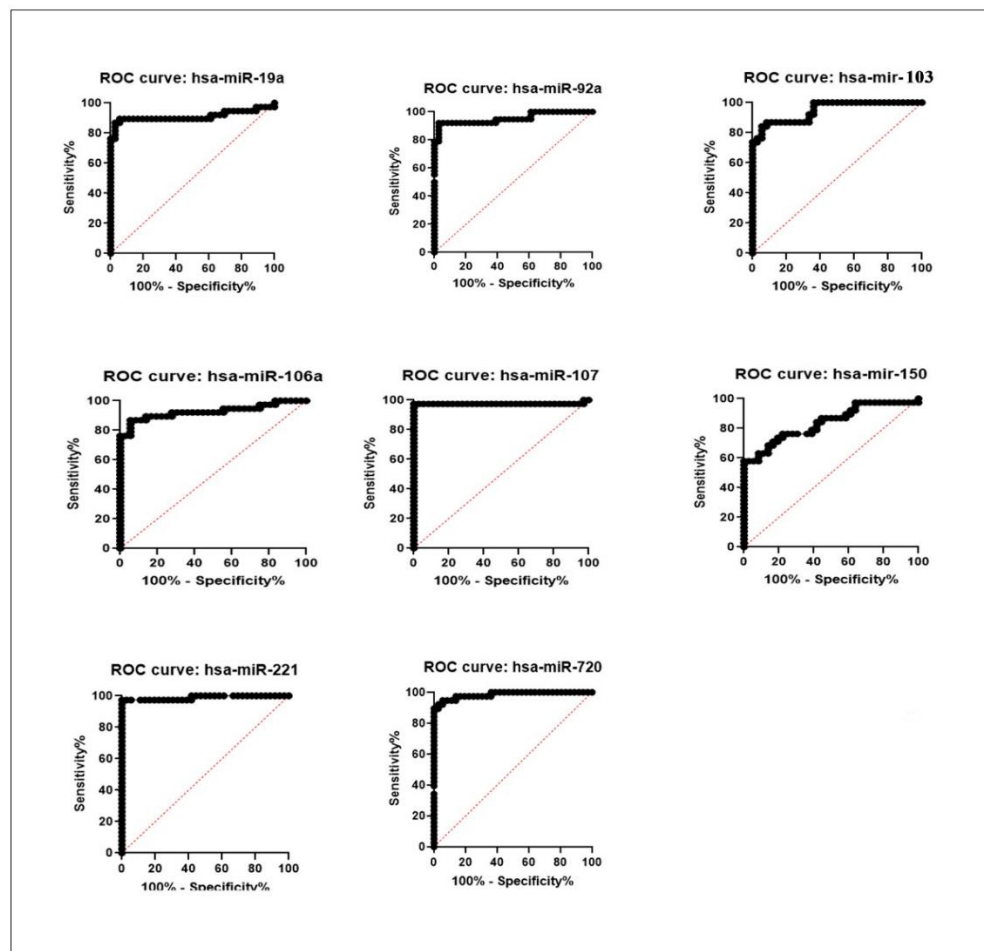 ROC curve: hsa-miR-19a
100
80
60
40
20
0
Sensitivity%
0 20 40 60 80 100
100% - Specificity%
ROC curve: hsa-miR-92a
100
80
60
40
20
0
Sensitivity%
0 20 40 60 80 100
100% - Specificity%
ROC curve: hsa-mir-103
100
80
60
40
20
0
Sensitivity%
0 20 40 60 80 100
100% - Specificity%
ROC curve: hsa-miR-106a
100
80
60
40
20
0
Sensitivity%
0 20 40 60 80 100
100% - Specificity%
ROC curve: hsa-miR-107
100
80
60
40
20
0
Sensitivity%
0 20 40 60 80 100
100% - Specificity%
ROC curve: hsa-mir-150
100
80
60
40
20
0
Sensitivity%
0 20 40 60 80 100
100% - Specificity%
ROC curve: hsa-miR-221
100
80
60
40
20
0
Sensitivity%
0 20 40 60 80 100
100% - Specificity%
ROC curve: hsa-miR-720
100
80
60
40
20
0
Sensitivity%
0 20 40 60 80 100
100% - Specificity%